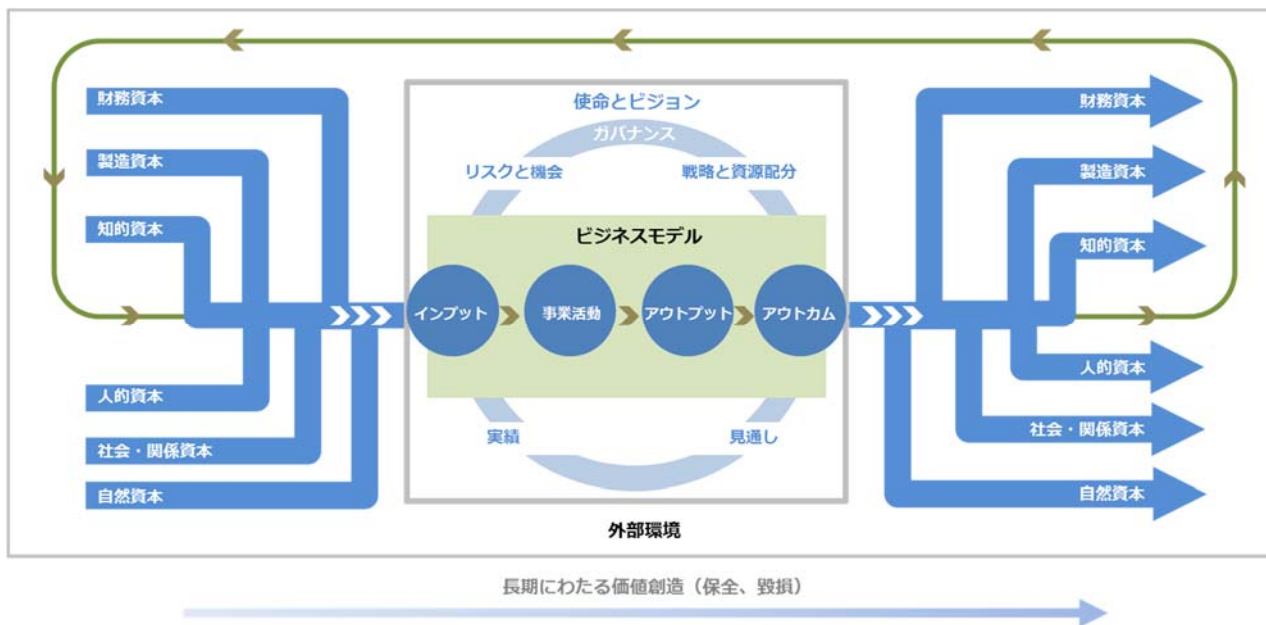 財務資本
製造資本
知的資本
人的資本
社会・関係資本
自然資本
使命とビジョン
ガバナンス
リスクと機会
戦略と資源配分
ビジネスモデル
インプット
事業活動
アウトプット
アウトカム
実績
見通し
外部環境
財務資本
製造資本
知的資本
人的資本
社会・関係資本
自然資本
長期にわたる価値創造（保全、毀損）